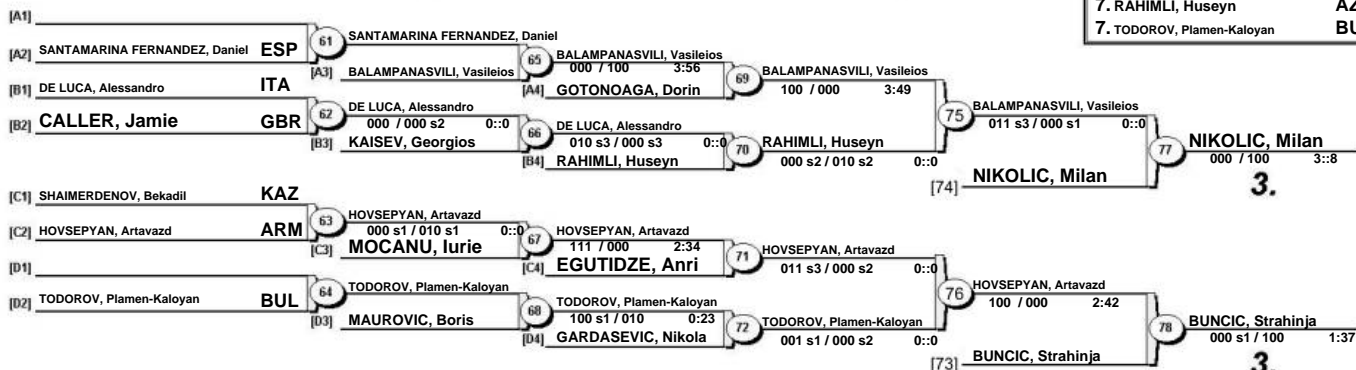 7. RAHIMLI, Huseyn
7. TODOROV, Plamen-Kaloyan BU
[A1]
[A2] SANTAMARINA FERNANDEZ, Daniel ESP
61
SANTAMARINA FERNANDEZ, Daniel
[A3] BALAMPANASVILI, Vasileios
65
BALAMPANASVILI, Vasileios
000 / 100 3:56
[A4] GOTONOAGA, Dorin
69
BALAMPANASVILI, Vasileios
100 / 000 3:49
[B1] DE LUCA, Alessandro ITA
[B2] CALLER, Jamie GBR
62
DE LUCA, Alessandro
000 / 000 s2 0::0
[B3] KAISEV, Georgios
66
DE LUCA, Alessandro
010 s3 / 000 s3 0::0
[B4] RAHIMLI, Huseyn
70
RAHIMLI, Huseyn
000 s2 / 010 s2 0::0
75
BALAMPANASVILI, Vasileios
011 s3 / 000 s1 0::0
[74] NIKOLIC, Milan
77
NIKOLIC, Milan
000 / 100 3::8
3.
[C1] SHAIMERDENOV, Bekadil KAZ
[C2] HOVSEPYAN, Artavazd ARM
63
HOVSEPYAN, Artavazd
000 s1 / 010 s1 0::0
[C3] MOCANU, Iurie
67
HOVSEPYAN, Artavazd
111 / 000 2:34
[C4] EGUTIDZE, Anri
71
HOVSEPYAN, Artavazd
011 s3 / 000 s2 0::0
[D1]
[D2] TODOROV, Plamen-Kaloyan BUL
64
TODOROV, Plamen-Kaloyan
[D3] MAUROVIC, Boris
68
TODOROV, Plamen-Kaloyan
100 s1 / 010 0:23
[D4] GARDASEVIC, Nikola
72
TODOROV, Plamen-Kaloyan
001 s1 / 000 s2 0::0
76
HOVSEPYAN, Artavazd
100 / 000 2:42
[73] BUNCIC, Strahinja
78
BUNCIC, Strahinja
000 s1 / 100 1:37
3.